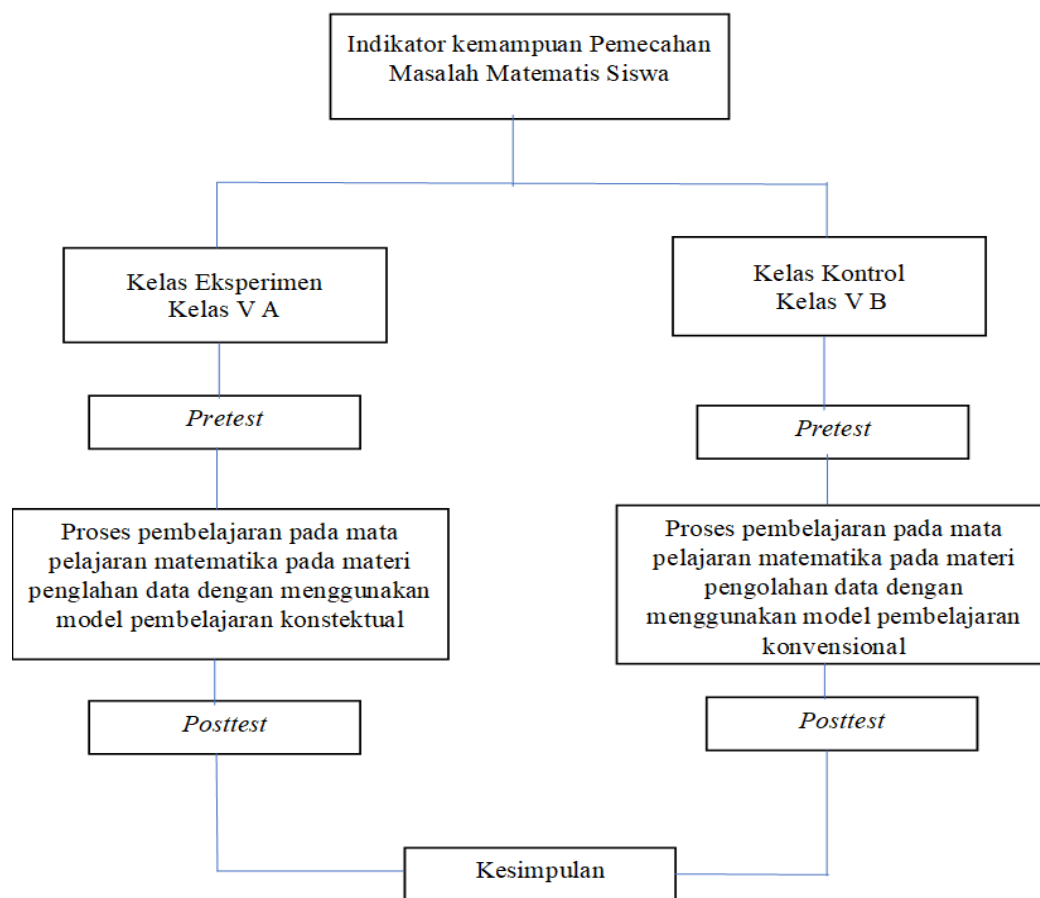 Indikator kemampuan Pemecahan
Masalah Matematis Siswa
Kelas Eksperimen
Kelas V A
Kelas Kontrol
Kelas V B
Pretest
Pretest
Proses pembelajaran pada mata
pelajaran matematika pada materi
penglahan data dengan menggunakan
model pembelajaran konstektual
Proses pembelajaran pada mata
pelajaran matematika pada materi
pengolahan data dengan
menggunakan model pembelajaran
konvensional
Posttest
Posttest
Kesimpulan